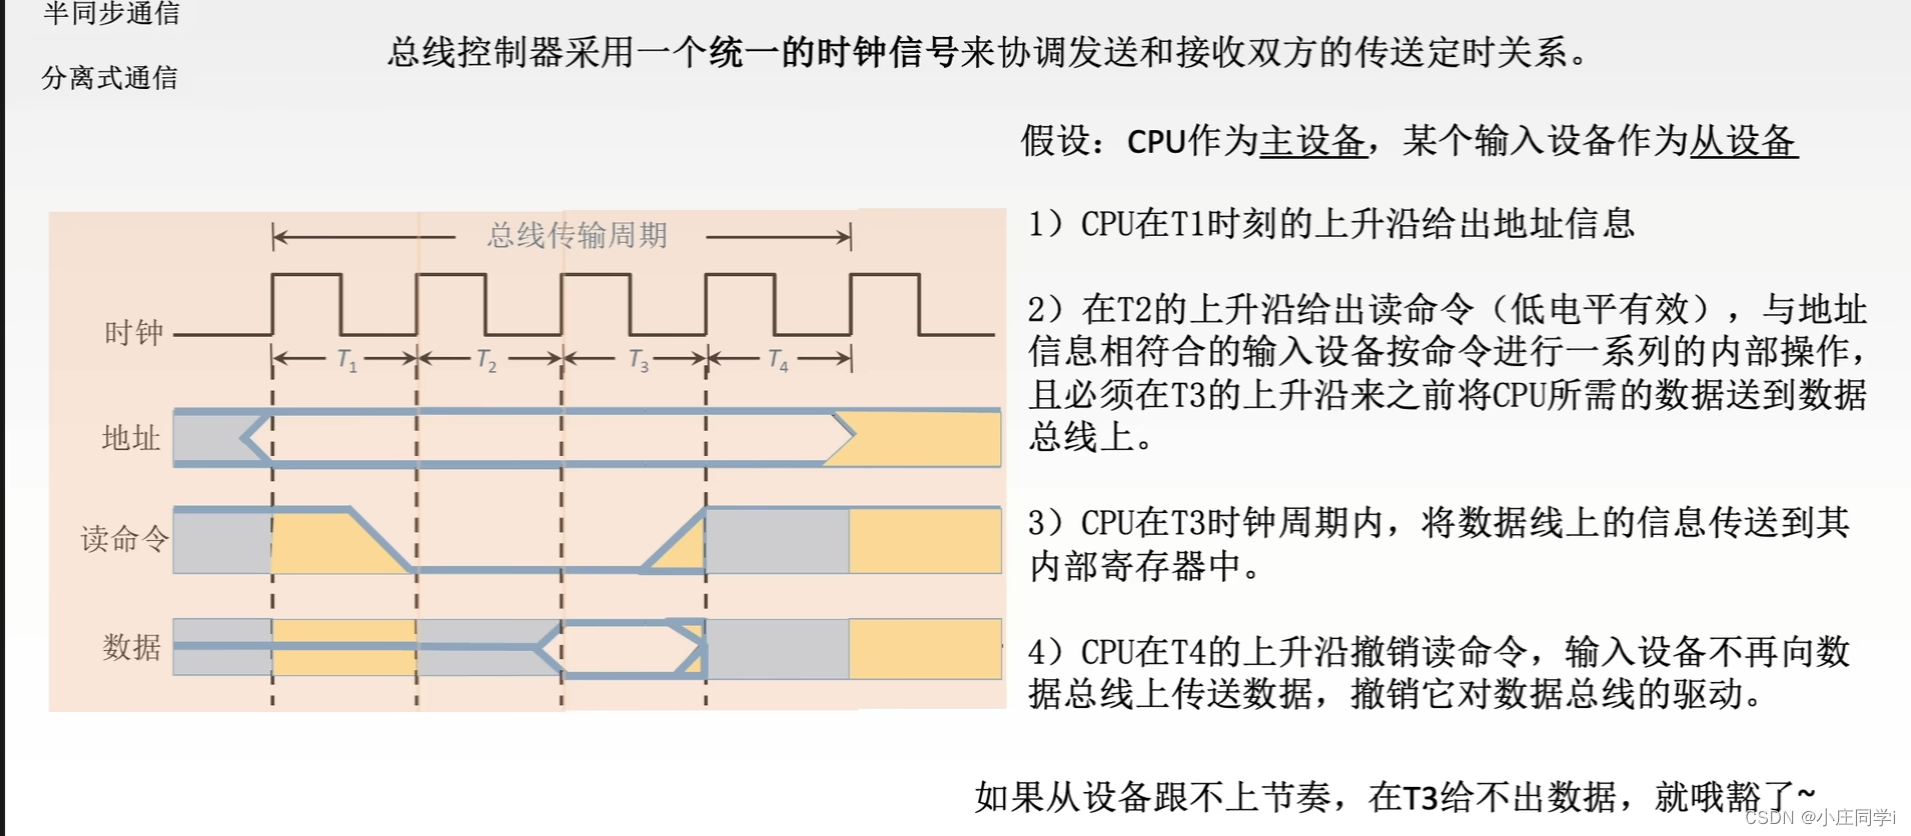 半同步通信
分离式通信
总线控制器采用一个统一的时钟信号来协调发送和接收双方的传送定时关系。
假设：CPU作为主设备，某个输入设备作为从设备
总线传输周期
时钟
T1
T2
T3
T4
地址
读命令
数据
1）CPU在T1时刻的上升沿给出地址信息
2）在T2的上升沿给出读命令（低电平有效），与地址
信息相符合的输入设备按命令进行一系列的内部操作，
且必须在T3的上升沿来之前将CPU所需的数据送到数据
总线上。
3）CPU在T3时钟周期内，将数据线上的信息传送到其
内部寄存器中。
4）CPU在T4的上升沿撤销读命令，输入设备不再向数
据总线上传送数据，撤销它对数据总线的驱动。
如果从设备跟不上节奏，在T3给不出数据，就哦豁了~
CSDN @小庄同学i